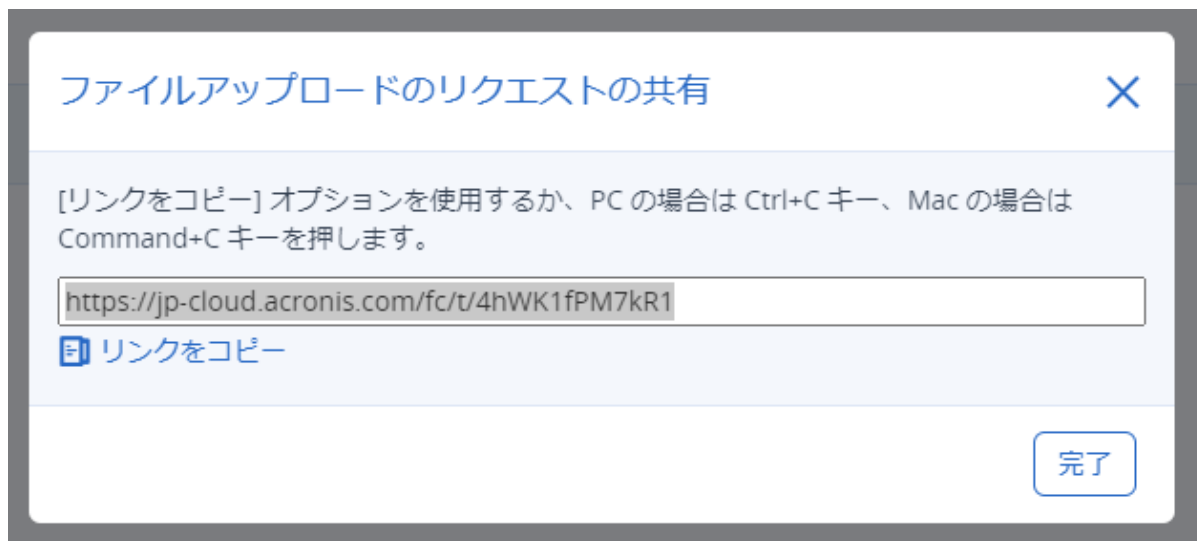 ファイルアップロードのリクエストの共有
[リンクをコピー] オプションを使用するか、PC の場合は Ctrl+C キー、Mac の場合は
Command+C キーを押します。
https://jp-cloud.acronis.com/fc/t/4hWK1fPM7kR1
リンクをコピー
完了